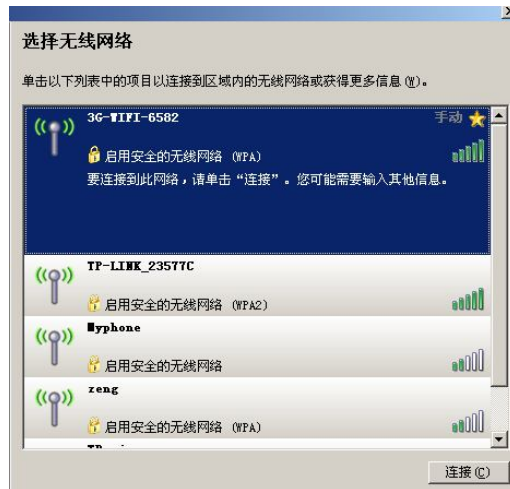 选择无线网络
单击以下列表中的项目以连接到区域内的无线网络或获得更多信息(W)。
3G-WIFI-6582
手动
启用安全的无线网络 (WPA)
要连接到此网络，请单击“连接”。您可能需要输入其他信息。
TP-LINK_23577C
启用安全的无线网络 (WPA2)
Myphone
启用安全的无线网络
zeng
启用安全的无线网络 (WPA)
连接(C)